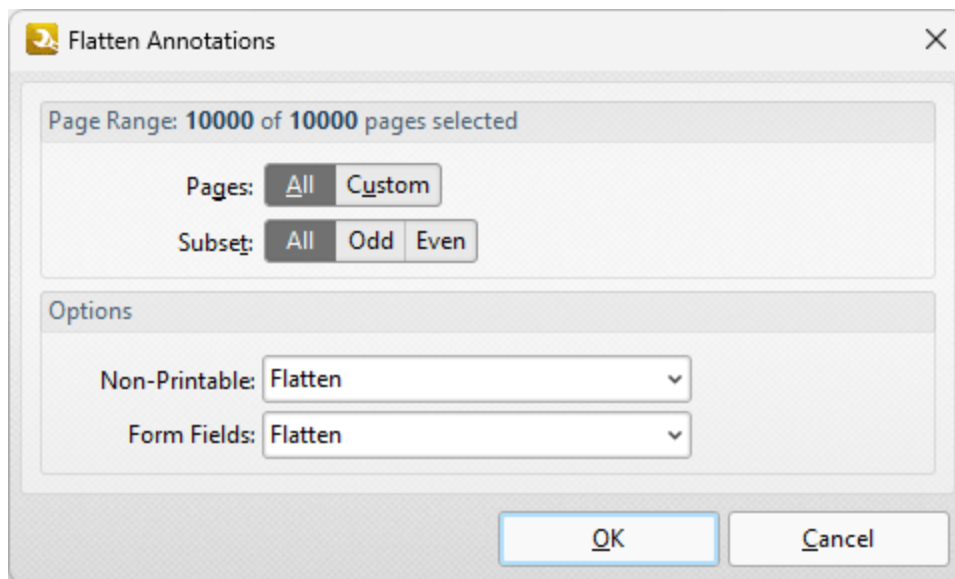 Flatten Annotations
Page Range: 10000 of 10000 pages selected
Pages: All Custom
Subset: All Odd Even
Options
Non-Printable: Flatten
Form Fields: Flatten
OK Cancel